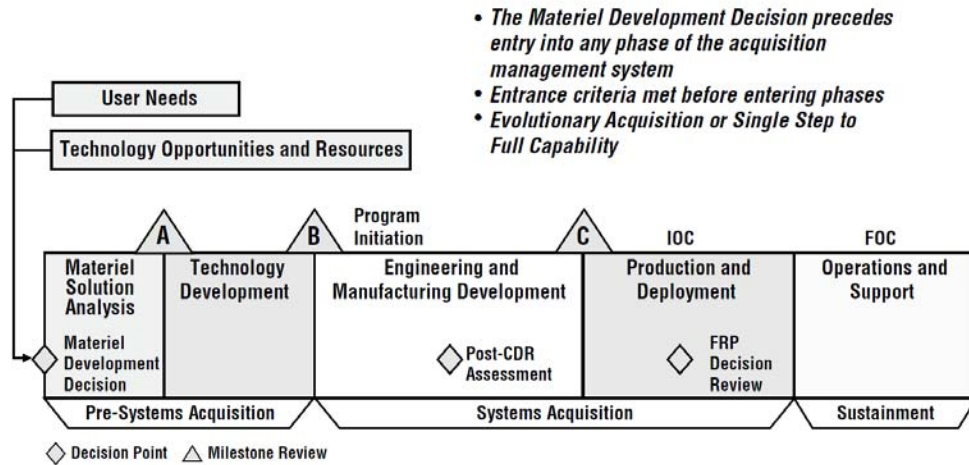 • The Materiel Development Decision precedes
entry into any phase of the acquisition
management system
• Entrance criteria met before entering phases
• Evolutionary Acquisition or Single Step to
Full Capability
User Needs
Technology Opportunities and Resources
A
B
Program
Initiation
C
IOC
FOC
Materiel
Solution
Analysis
Technology
Development
Engineering and
Manufacturing Development
Production and
Deployment
Operations and
Support
Materiel
Development
Decision
Post-CDR
Assessment
FRP
Decision
Review
Pre-Systems Acquisition
Systems Acquisition
Sustainment
Decision Point
Milestone Review